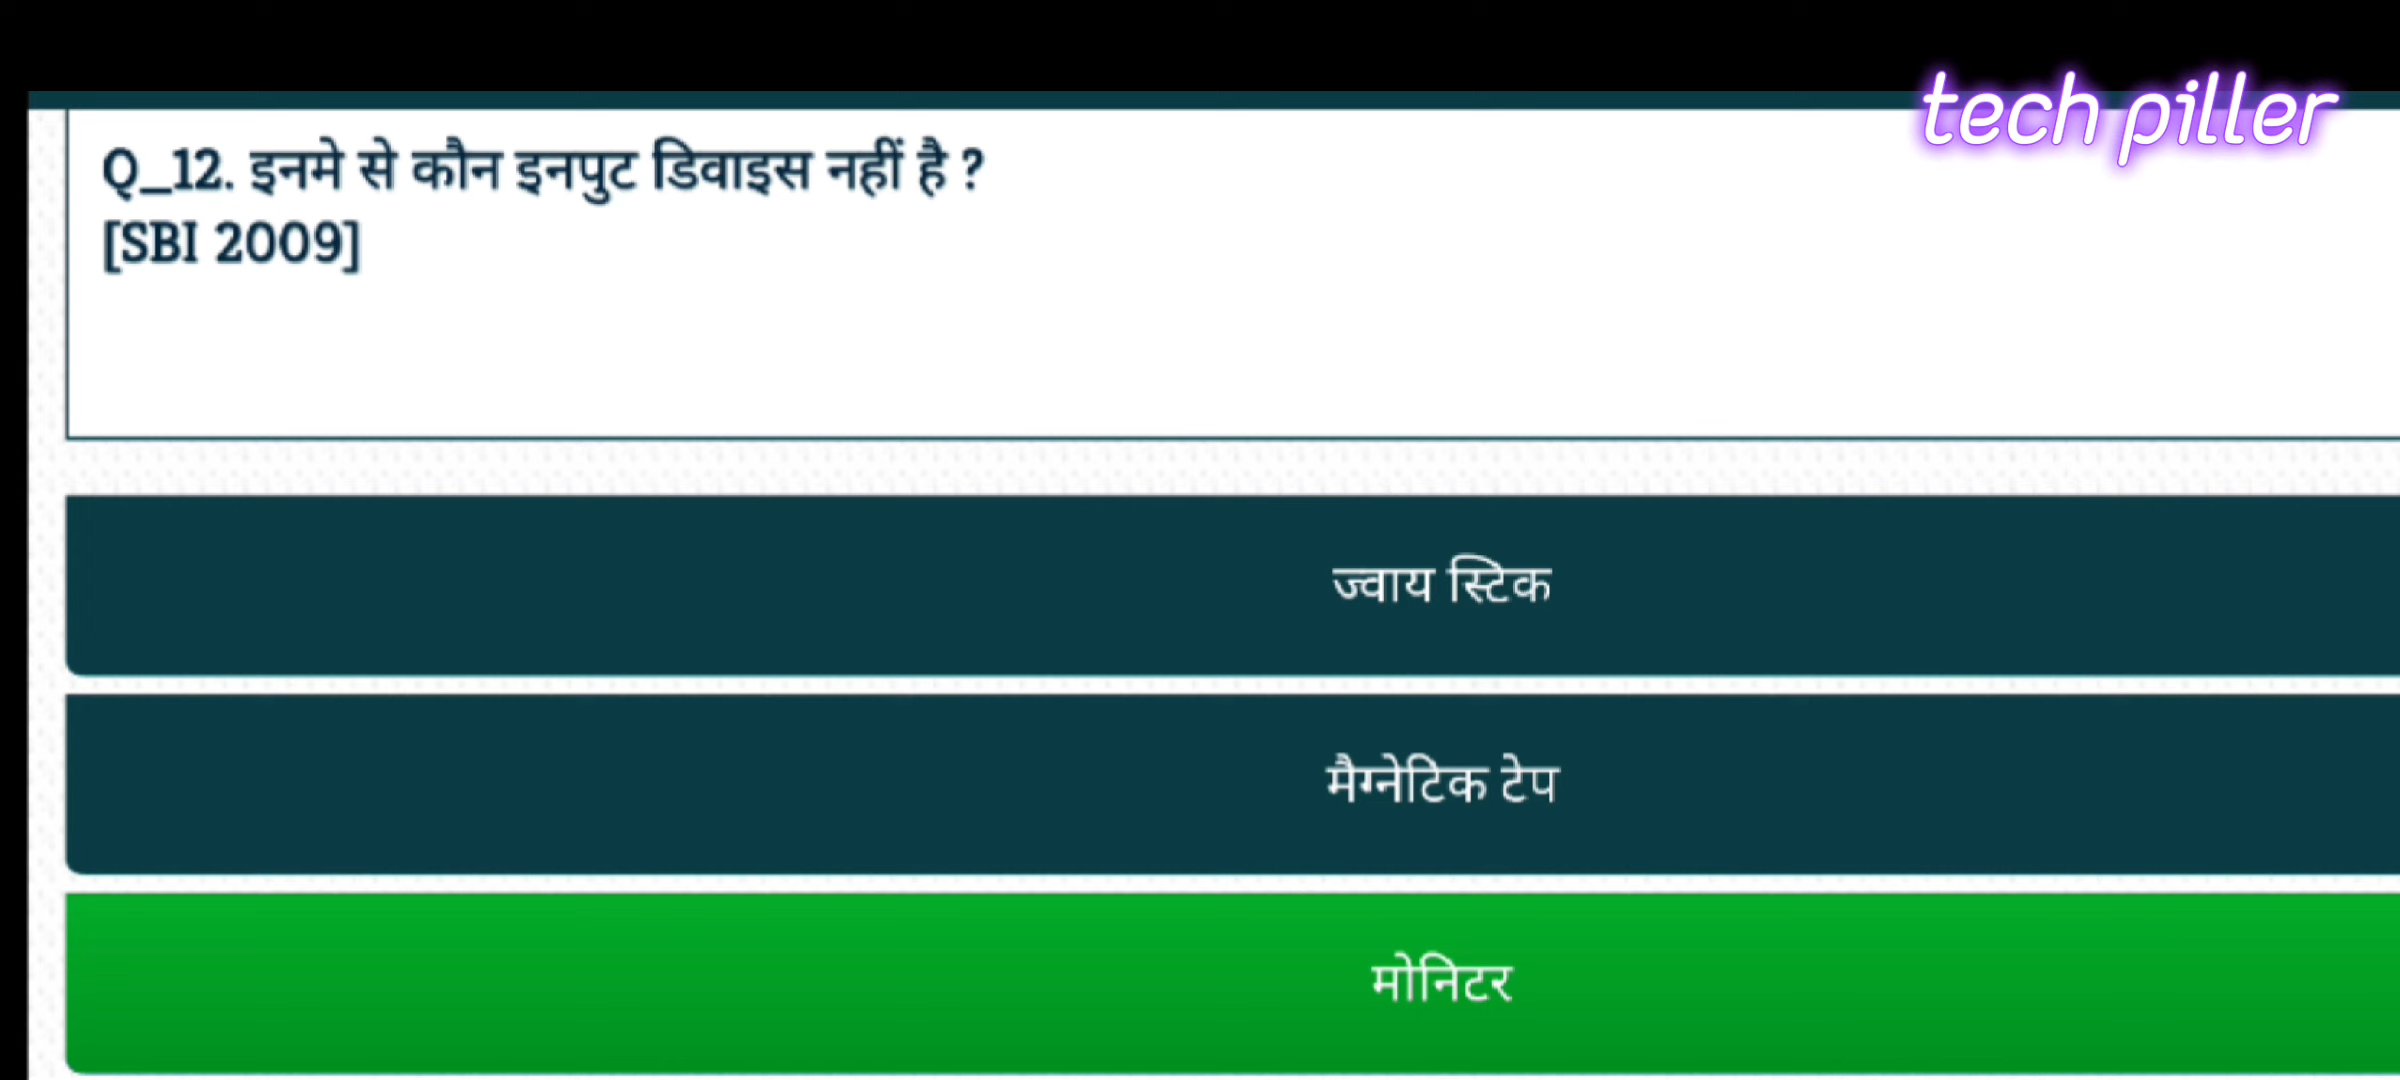 tech piller
Q_12. इनमे से कौन इनपुट डिवाइस नहीं है ?
[SBI 2009]
ज्वाय स्टिक
मैग्नेटिक टेप
मोनिटर